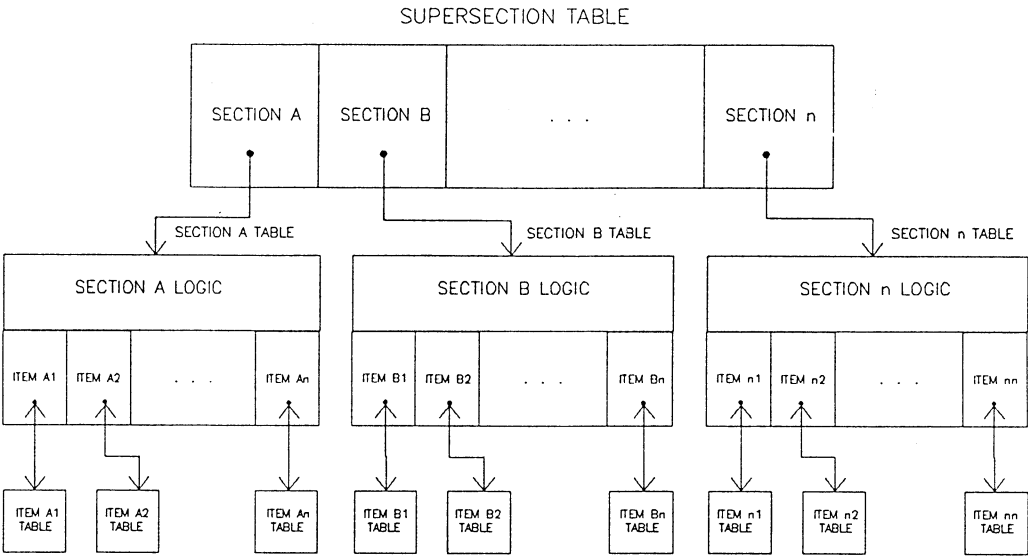 SUPERSECTION TABLE
SECTION A
SECTION B
. . .
SECTION n
SECTION A TABLE
SECTION B TABLE
SECTION n TABLE
SECTION A LOGIC
SECTION B LOGIC
SECTION n LOGIC
ITEM A1
ITEM A2
. . .
ITEM An
ITEM B1
ITEM B2
. . .
ITEM Bn
ITEM n1
ITEM n2
. . .
ITEM nn
ITEM A1
TABLE
ITEM A2
TABLE
ITEM An
TABLE
ITEM B1
TABLE
ITEM B2
TABLE
ITEM Bn
TABLE
ITEM n1
TABLE
ITEM n2
TABLE
ITEM nn
TABLE